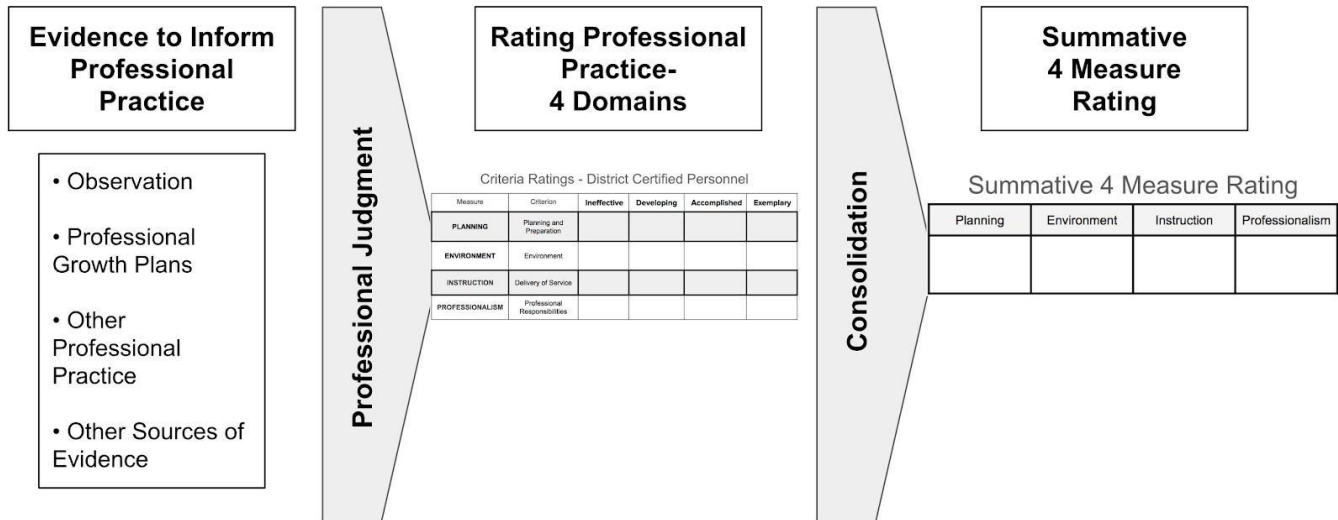 Evidence to Inform
Professional
Practice
• Observation
• Professional
Growth Plans
• Other
Professional
Practice
• Other Sources of
Evidence
Professional Judgment
Rating Professional
Practice-
4 Domains
Criteria Ratings - District Certified Personnel
Measure Criterion Ineffective Developing Accomplished Exemplary
PLANNING Planning and
Preparation
ENVIRONMENT Environment
INSTRUCTION Delivery of Service
PROFESSIONALISM Professional
Responsibilities
Consolidation
Summative
4 Measure
Rating
Summative 4 Measure Rating
Planning Environment Instruction Professionalism